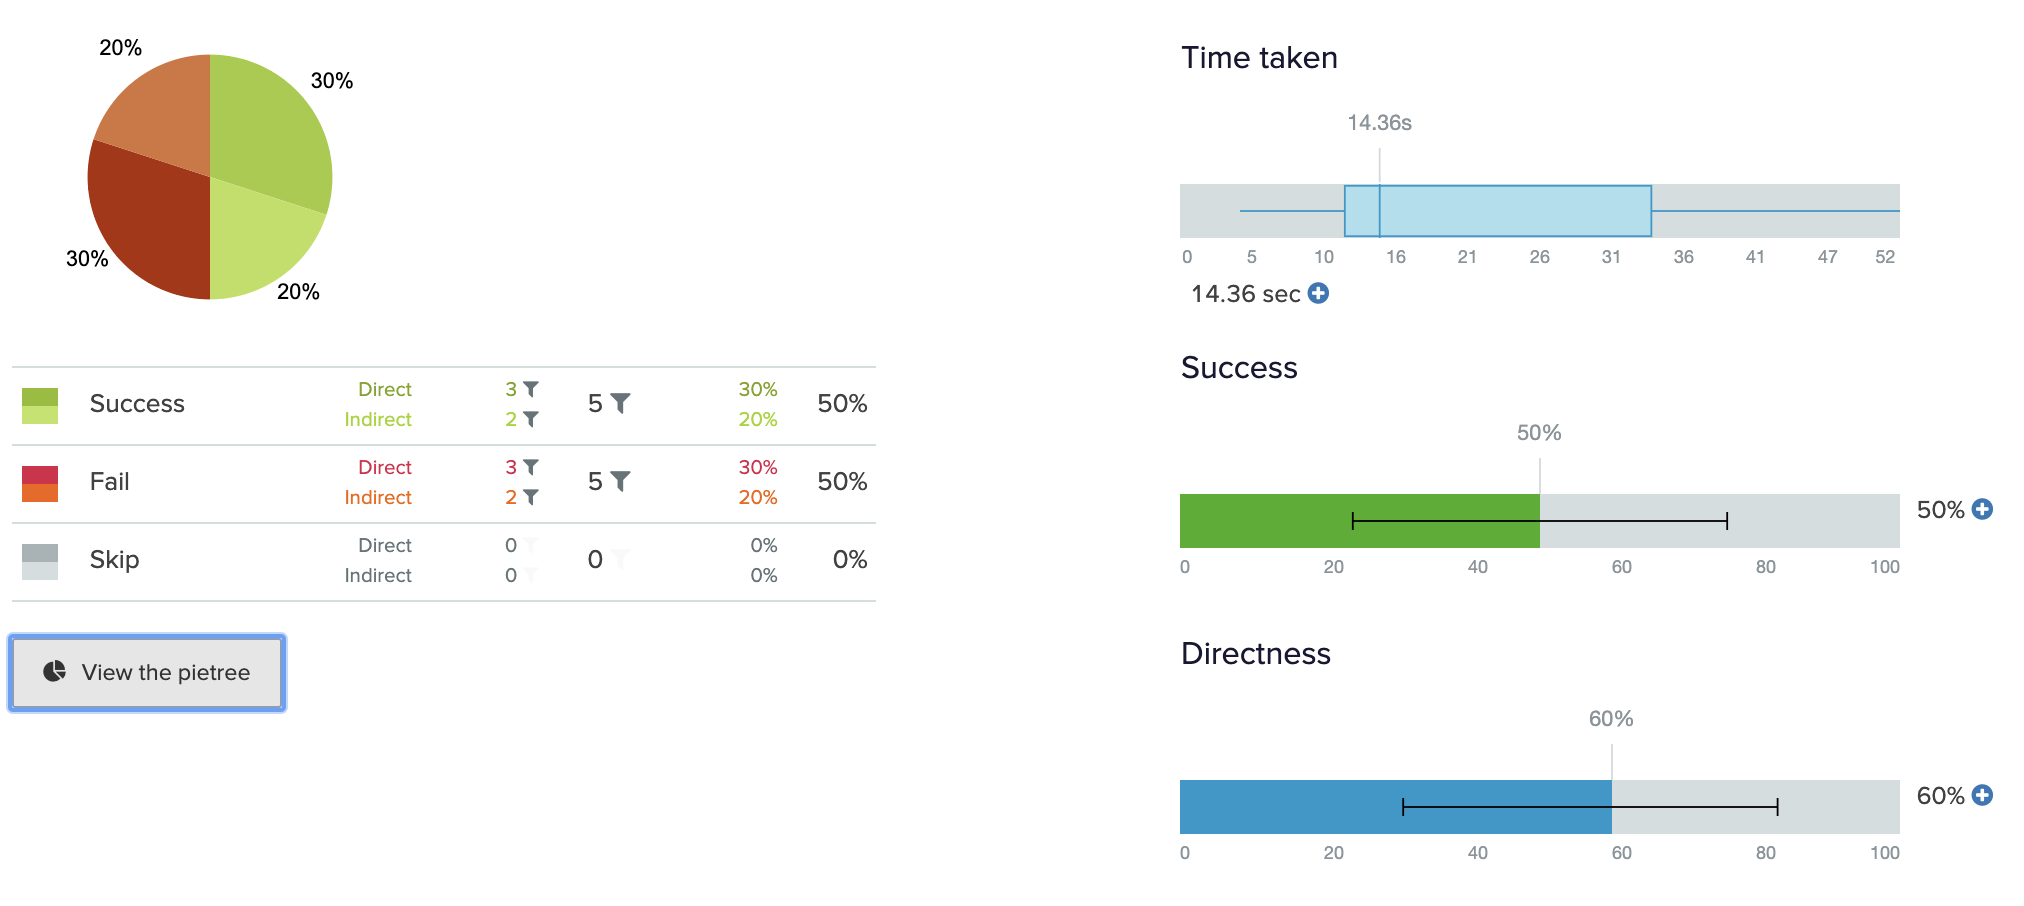 20%
30%
30%
20%
Success Direct 3 5 30% 50%
Indirect 2 20%
Fail Direct 3 5 30% 50%
Indirect 2 20%
Skip Direct 0 0 0% 0%
Indirect 0 0%
View the pietree
Time taken
14.36s
0 5 10 16 21 26 31 36 41 47 52
14.36 sec
Success
50%
50%
0 20 40 60 80 100
Directness
60%
60%
0 20 40 60 80 100